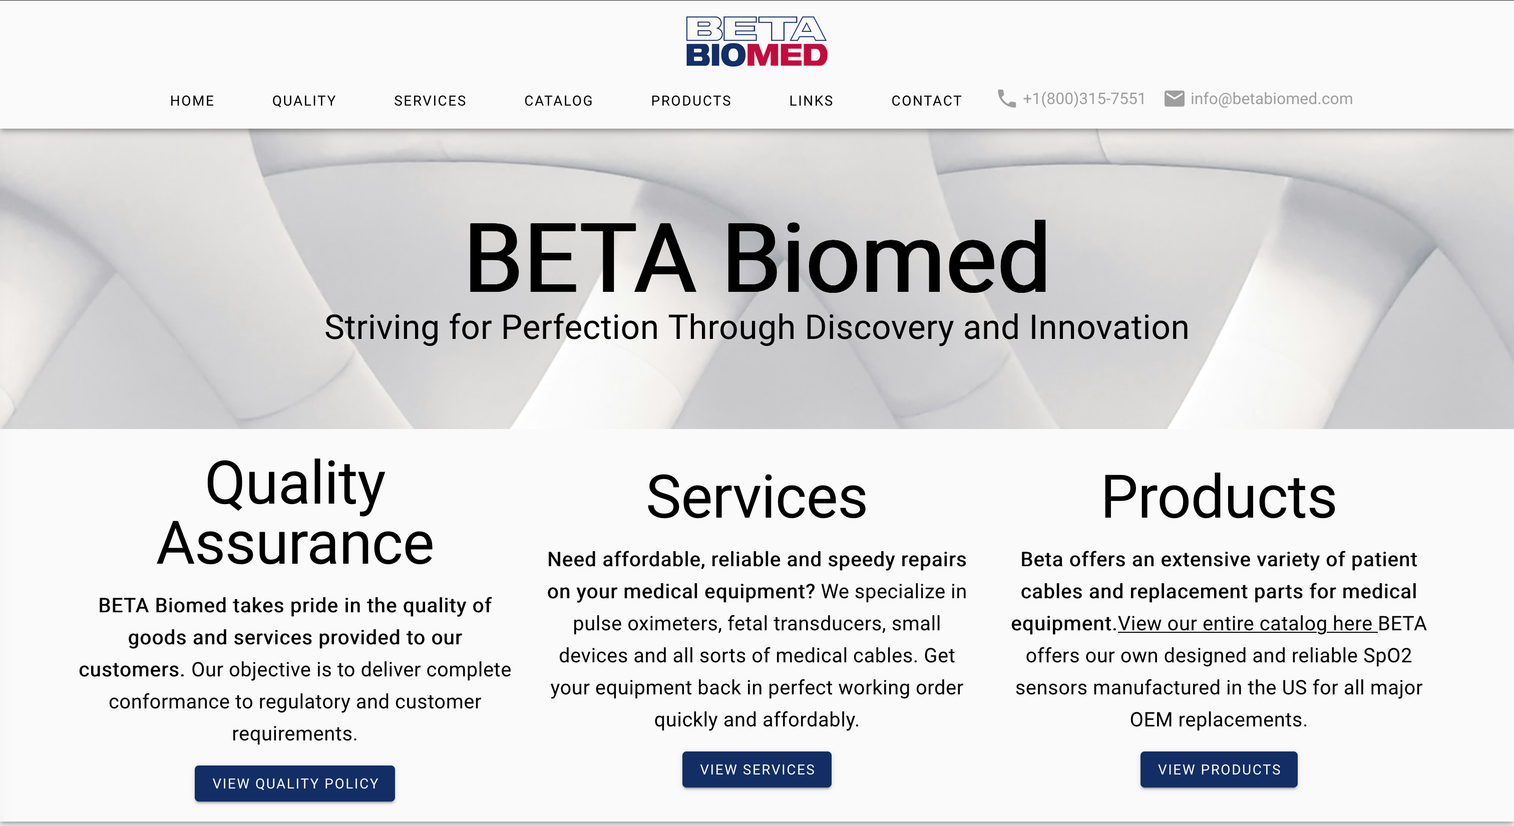 BETA
BIOMED
HOME QUALITY SERVICES CATALOG PRODUCTS LINKS CONTACT +1(800)315-7551 info@betabiomed.com
BETA Biomed
Striving for Perfection Through Discovery and Innovation
Quality
Assurance
BETA Biomed takes pride in the quality of
goods and services provided to our
customers. Our objective is to deliver complete
conformance to regulatory and customer
requirements.
VIEW QUALITY POLICY
Services
Need affordable, reliable and speedy repairs
on your medical equipment? We specialize in
pulse oximeters, fetal transducers, small
devices and all sorts of medical cables. Get
your equipment back in perfect working order
quickly and affordably.
VIEW SERVICES
Products
Beta offers an extensive variety of patient
cables and replacement parts for medical
equipment.View our entire catalog here BETA
offers our own designed and reliable SpO2
sensors manufactured in the US for all major
OEM replacements.
VIEW PRODUCTS